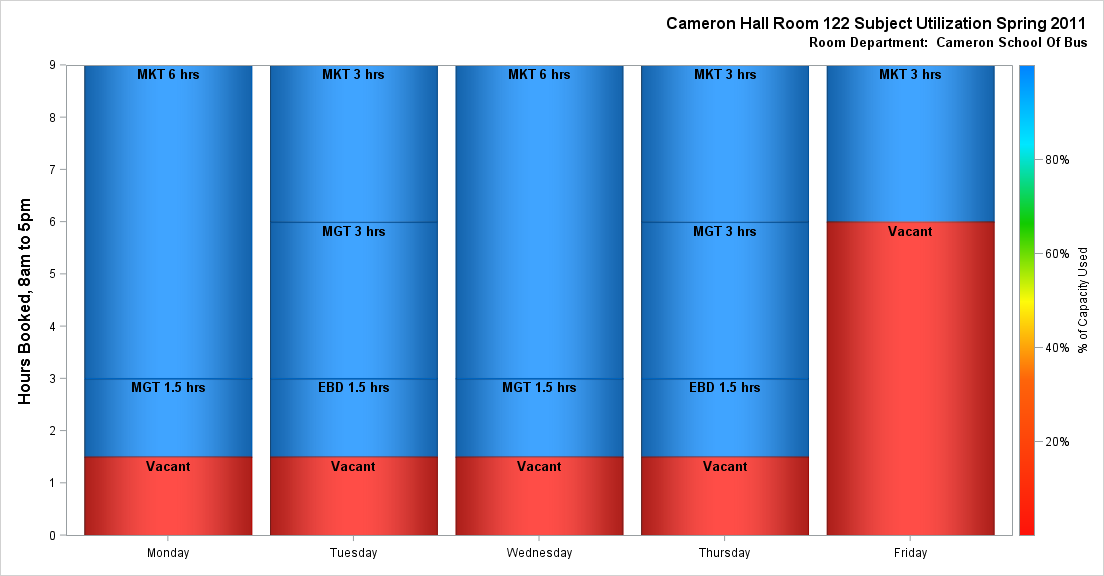 Cameron Hall Room 122 Subject Utilization Spring 2011
Room Department:  Cameron School Of Bus
Hours Booked, 8am to 5pm
9
8
7
6
5
4
3
2
1
0
MKT 6 hrs
MGT 1.5 hrs
Vacant
MKT 3 hrs
MGT 3 hrs
EBD 1.5 hrs
Vacant
MKT 6 hrs
MGT 1.5 hrs
Vacant
MKT 3 hrs
MGT 3 hrs
EBD 1.5 hrs
Vacant
MKT 3 hrs
Vacant
Monday
Tuesday
Wednesday
Thursday
Friday
80%
60%
40%
20%
% of Capacity Used